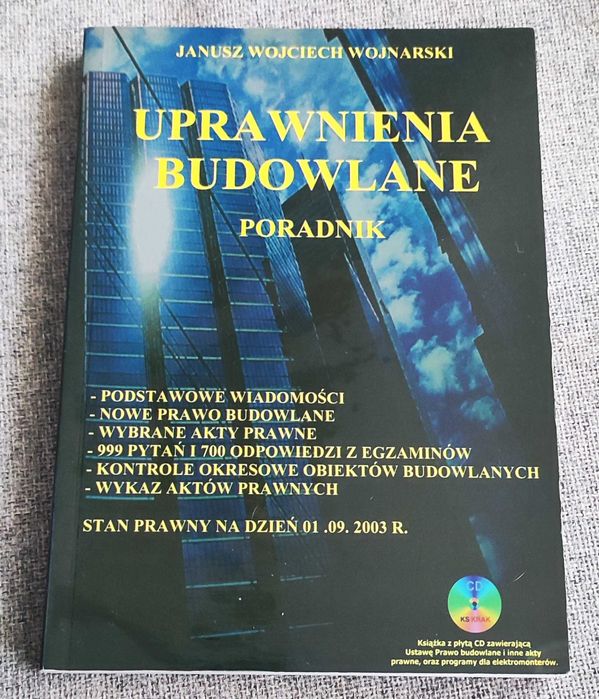 JANUSZ WOJCIECH WOJNARSKI
UPRAWNIENIA
BUDOWLANE
PORADNIK
- PODSTAWOWE WIADOMOŚCI
- NOWE PRAWO BUDOWLANE
- WYBRANE AKTY PRAWNE
- 999 PYTAŃ I 700 ODPOWIEDZI Z EGZAMINÓW
- KONTROLE OKRESOWE OBIEKTÓW BUDOWLANYCH
- WYKAZ AKTÓW PRAWNYCH
STAN PRAWNY NA DZIEŃ 01 .09. 2003 R.
CD
KS KRAK
Książka z płytą CD zawierającą
Ustawę Prawo budowlane i inne akty
prawne, oraz programy dla elektromonterów.